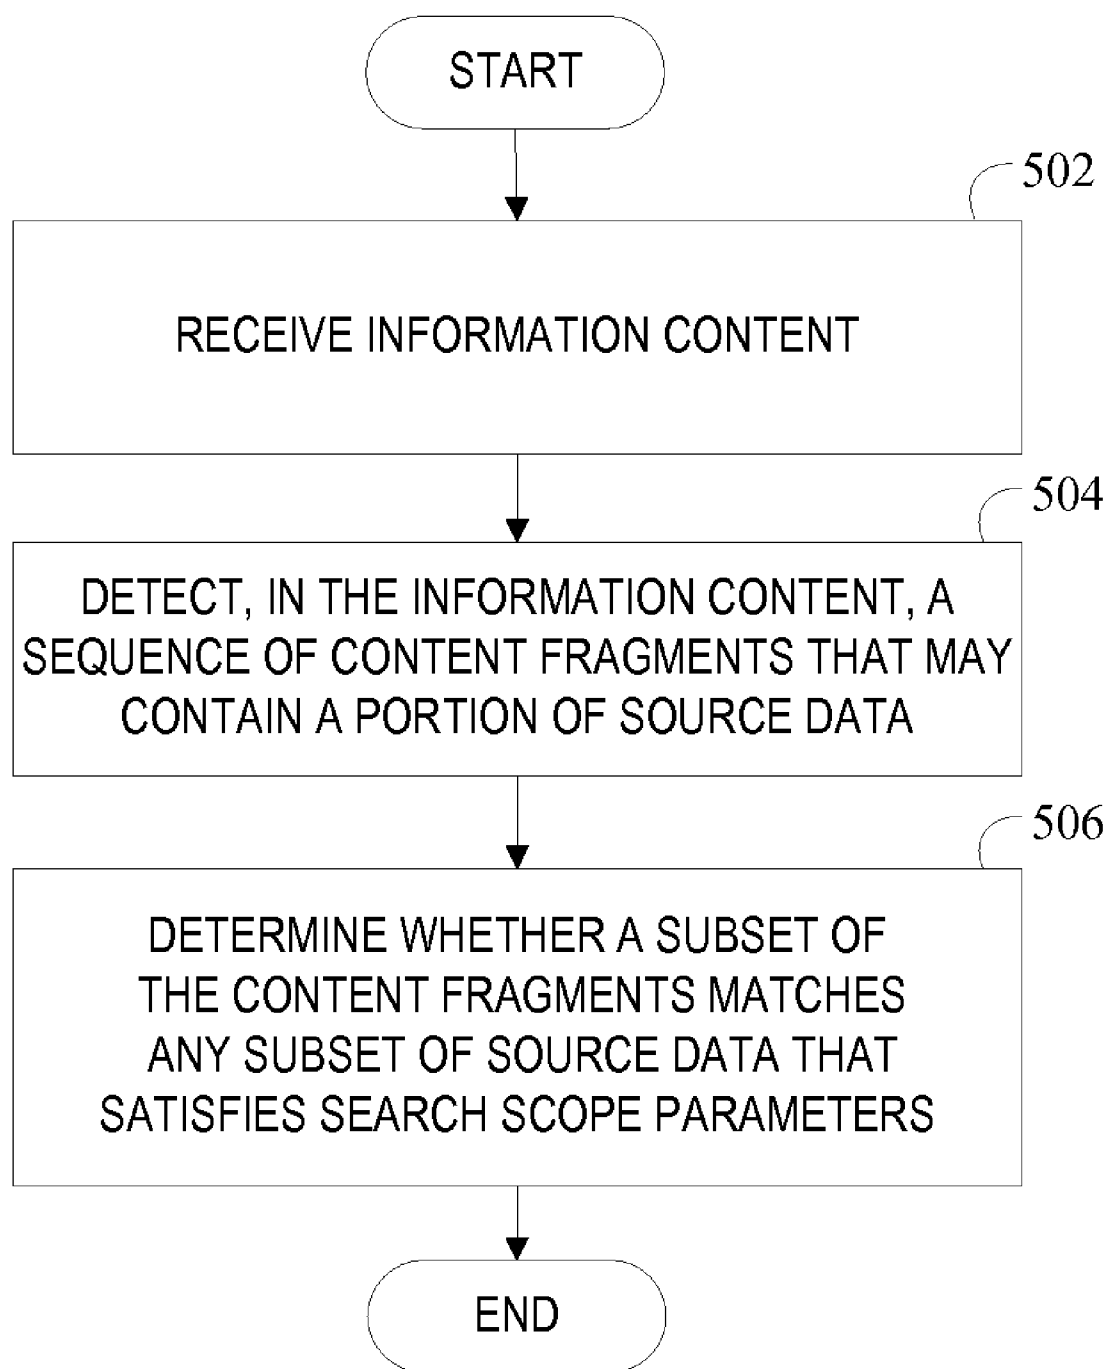 START
502
RECEIVE INFORMATION CONTENT
504
DETECT, IN THE INFORMATION CONTENT, A
SEQUENCE OF CONTENT FRAGMENTS THAT MAY
CONTAIN A PORTION OF SOURCE DATA
506
DETERMINE WHETHER A SUBSET OF
THE CONTENT FRAGMENTS MATCHES
ANY SUBSET OF SOURCE DATA THAT
SATISFIES SEARCH SCOPE PARAMETERS
END